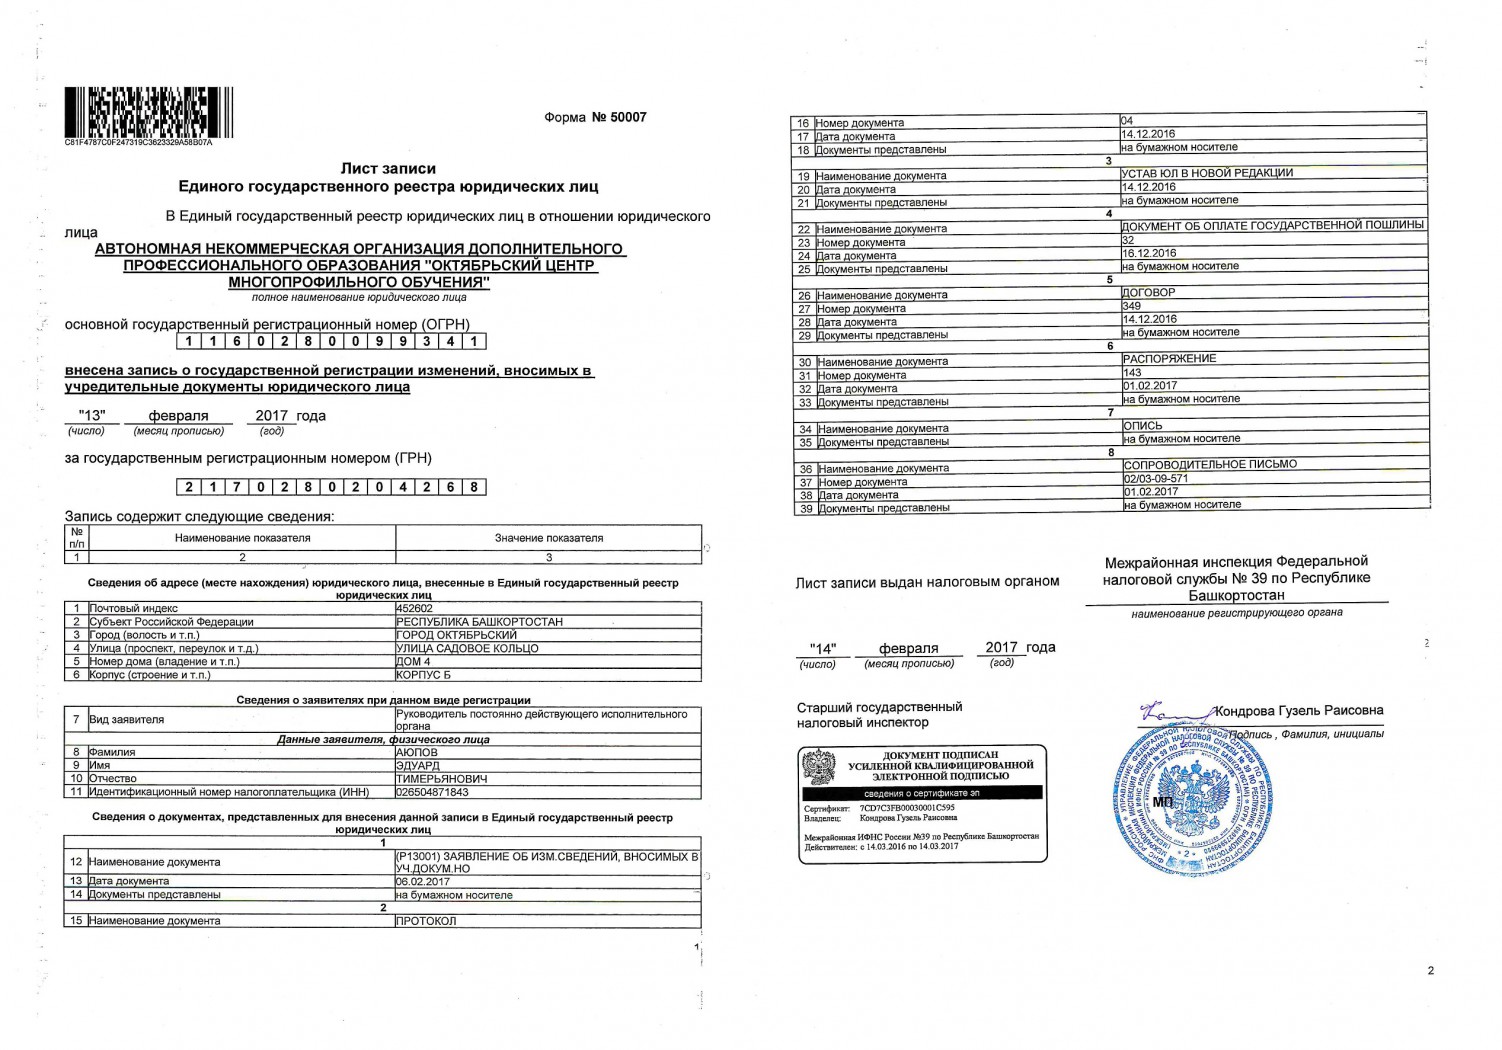 C81F4787C0F247319C3623329A58B07A
Форма № 50007
Лист записи
Единого государственного реестра юридических лиц
В Единый государственный реестр юридических лиц в отношении юридического
лица
АВТОНОМНАЯ НЕКОММЕРЧЕСКАЯ ОРГАНИЗАЦИЯ ДОПОЛНИТЕЛЬНОГО
ПРОФЕССИОНАЛЬНОГО ОБРАЗОВАНИЯ "ОКТЯБРЬСКИЙ ЦЕНТР
МНОГОПРОФИЛЬНОГО ОБУЧЕНИЯ"
полное наименование юридического лица
основной государственный регистрационный номер (ОГРН)
1 1 6 0 2 8 0 0 9 9 3 4 1
внесена запись о государственной регистрации изменений, вносимых в
учредительные документы юридического лица
"13" февраля 2017 года
(число) (месяц прописью) (год)
за государственным регистрационным номером (ГРН)
2 1 7 0 2 8 0 2 0 4 2 6 8
Запись содержит следующие сведения:
№ п/п Наименование показателя Значение показателя
1 2 3
Сведения об адресе (месте нахождения) юридического лица, внесенные в Единый государственный реестр
юридических лиц
1 Почтовый индекс 452602
2 Субъект Российской Федерации РЕСПУБЛИКА БАШКОРТОСТАН
3 Город (волость и т.п.) ГОРОД ОКТЯБРЬСКИЙ
4 Улица (проспект, переулок и т.д.) УЛИЦА САДОВОЕ КОЛЬЦО
5 Номер дома (владение и т.п.) ДОМ 4
6 Корпус (строение и т.п.) КОРПУС Б
Сведения о заявителях при данном виде регистрации
7 Вид заявителя Руководитель постоянно действующего исполнительного
органа
Данные заявителя, физического лица
8 Фамилия АЮПОВ
9 Имя ЭДУАРД
10 Отчество ТИМЕРЬЯНОВИЧ
11 Идентификационный номер налогоплательщика (ИНН) 026504871843
Сведения о документах, представленных для внесения данной записи в Единый государственный реестр
юридических лиц
1
12 Наименование документа (Р13001) ЗАЯВЛЕНИЕ ОБ ИЗМ.СВЕДЕНИЙ, ВНОСИМЫХ В
УЧ.ДОКУМ.НО
13 Дата документа 06.02.2017
14 Документы представлены на бумажном носителе
2
15 Наименование документа ПРОТОКОЛ
1
16 Номер документа 04
17 Дата документа 14.12.2016
18 Документы представлены на бумажном носителе
3
19 Наименование документа УСТАВ ЮЛ В НОВОЙ РЕДАКЦИИ
20 Дата документа 14.12.2016
21 Документы представлены на бумажном носителе
4
22 Наименование документа ДОКУМЕНТ ОБ ОПЛАТЕ ГОСУДАРСТВЕННОЙ ПОШЛИНЫ
23 Номер документа 32
24 Дата документа 16.12.2016
25 Документы представлены на бумажном носителе
5
26 Наименование документа ДОГОВОР
27 Номер документа 349
28 Дата документа 14.12.2016
29 Документы представлены на бумажном носителе
6
30 Наименование документа РАСПОРЯЖЕНИЕ
31 Номер документа 143
32 Дата документа 01.02.2017
33 Документы представлены на бумажном носителе
7
34 Наименование документа ОПИСЬ
35 Документы представлены на бумажном носителе
8
36 Наименование документа СОПРОВОДИТЕЛЬНОЕ ПИСЬМО
37 Номер документа 02/03-09-571
38 Дата документа 01.02.2017
39 Документы представлены на бумажном носителе
Лист записи выдан налоговым органом
Межрайонная инспекция Федеральной
налоговой службы № 39 по Республике
Башкортостан
наименование регистрирующего органа
"14" февраля 2017 года
(число) (месяц прописью) (год)
Старший государственный
налоговый инспектор
Кондрова Гузель Раисовна
Подпись , Фамилия, инициалы
МП
ДОКУМЕНТ ПОДПИСАН
УСИЛЕННОЙ КВАЛИФИЦИРОВАННОЙ
ЭЛЕКТРОННОЙ ПОДПИСЬЮ
сведения о сертификате эп
Сертификат: 7CD7C3FB00030001C595
Владелец: Кондрова Гузель Раисовна
Межрайонная ИФНС России №39 по Республике Башкортостан
Действителен: с 14.03.2016 по 14.03.2017
2